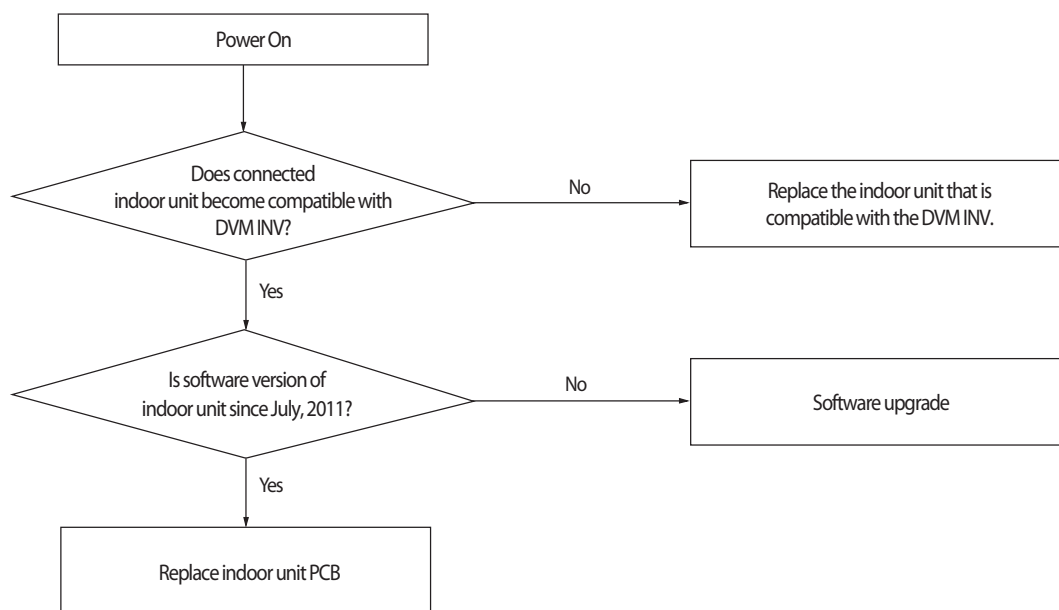 Power On
Does connected
indoor unit become compatible with
DVM INV?
No
Replace the indoor unit that is
compatible with the DVM INV.
Yes
Is software version of
indoor unit since July, 2011?
No
Software upgrade
Yes
Replace indoor unit PCB